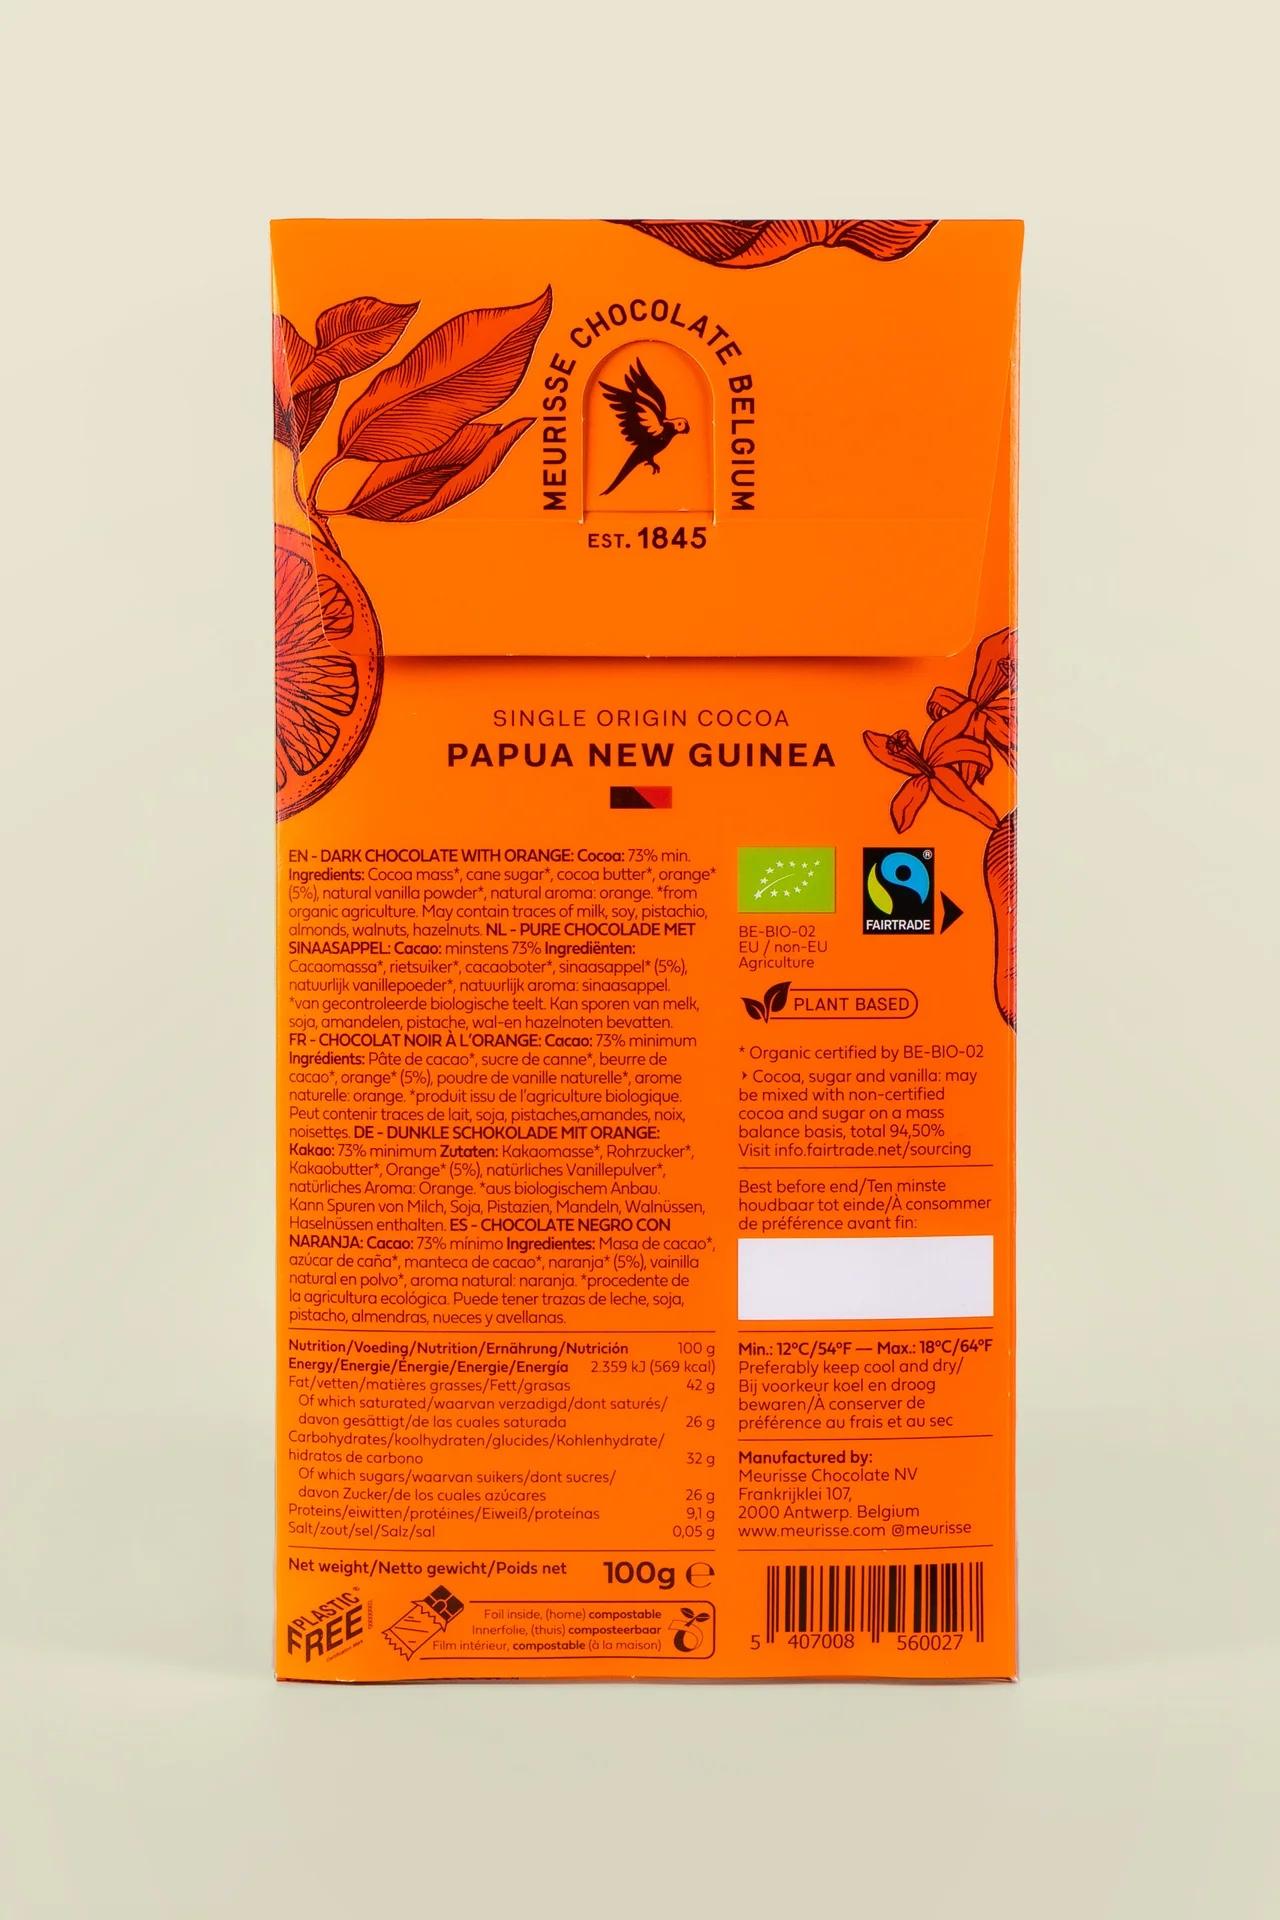 MEURISSE CHOCOLATE BELGIUM
EST. 1845
SINGLE ORIGIN COCOA
PAPUA NEW GUINEA
EN - DARK CHOCOLATE WITH ORANGE: Cocoa: 73% min.
Ingredients: Cocoa mass*, cane sugar*, cocoa butter*, orange*
(5%), natural vanilla powder*, natural aroma: orange. *from
organic agriculture. May contain traces of milk, soy, pistachio,
almonds, walnuts, hazelnuts. NL - PURE CHOCOLADE MET
SINAASAPPEL: Cacao: minstens 73% Ingrediënten:
Cacaomassa*, rietsuiker*, cacaoboter*, sinaasappel* (5%),
natuurlijk vanillepoeder*, natuurlijk aroma: sinaasappel.
*van gecontroleerde biologische teelt. Kan sporen van melk,
soja, amandelen, pistache, wal-en hazelnoten bevatten.
FR - CHOCOLAT NOIR À L'ORANGE: Cacao: 73% minimum
Ingrédients: Pâte de cacao*, sucre de canne*, beurre de
cacao*, orange* (5%), poudre de vanille naturelle*, arome
naturelle: orange. *produit issu de l'agriculture biologique.
Peut contenir traces de lait, soja, pistaches,amandes, noix,
noisettes. DE - DUNKLE SCHOKOLADE MIT ORANGE:
Kakao: 73% minimum Zutaten: Kakaomasse*, Rohrzucker*,
Kakaobutter*, Orange* (5%), natürliches Vanillepulver*,
natürliches Aroma: Orange. *aus biologischem Anbau.
Kann Spuren von Milch, Soja, Pistazien, Mandeln, Walnüssen,
Haselnüssen enthalten. ES - CHOCOLATE NEGRO CON
NARANJA: Cacao: 73% mínimo Ingredientes: Masa de cacao*,
azúcar de caña*, manteca de cacao*, naranja* (5%), vainilla
natural en polvo*, aroma natural: naranja. *procedente de
la agricultura ecológica. Puede tener trazas de leche, soja,
pistacho, almendras, nueces y avellanas.
Nutrition/Voeding/Nutrition/Ernährung/Nutrición 100 g
Energy/Energie/Énergie/Energie/Energía 2.359 kJ (569 kcal)
Fat/vetten/matières grasses/Fett/grasas 42 g
Of which saturated/waarvan verzadigd/dont saturés/
davon gesättigt/de las cuales saturada 26 g
Carbohydrates/koolhydraten/glucides/Kohlenhydrate/
hidratos de carbono 32 g
Of which sugars/waarvan suikers/dont sucres/
davon Zucker/de los cuales azúcares 26 g
Proteins/eiwitten/protéines/Eiweiß/proteínas 9,1 g
Salt/zout/sel/Salz/sal 0,05 g
Net weight/Netto gewicht/Poids net 100g ℮
PLASTIC
FREE
Certification Mark
Foil inside, (home) compostable
Innerfolie, (thuis) composteerbaar
Film intérieur, compostable (à la maison)
FAIRTRADE
®
BE-BIO-02
EU / non-EU
Agriculture
PLANT BASED
* Organic certified by BE-BIO-02
Cocoa, sugar and vanilla: may
be mixed with non-certified
cocoa and sugar on a mass
balance basis, total 94,50%
Visit info.fairtrade.net/sourcing
Best before end/Ten minste
houdbaar tot einde/À consommer
de préférence avant fin:
Min.: 12°C/54°F — Max.: 18°C/64°F
Preferably keep cool and dry/
Bij voorkeur koel en droog
bewaren/À conserver de
préférence au frais et au sec
Manufactured by:
Meurisse Chocolate NV
Frankrijklei 107,
2000 Antwerp. Belgium
www.meurisse.com @meurisse
5 407008 560027